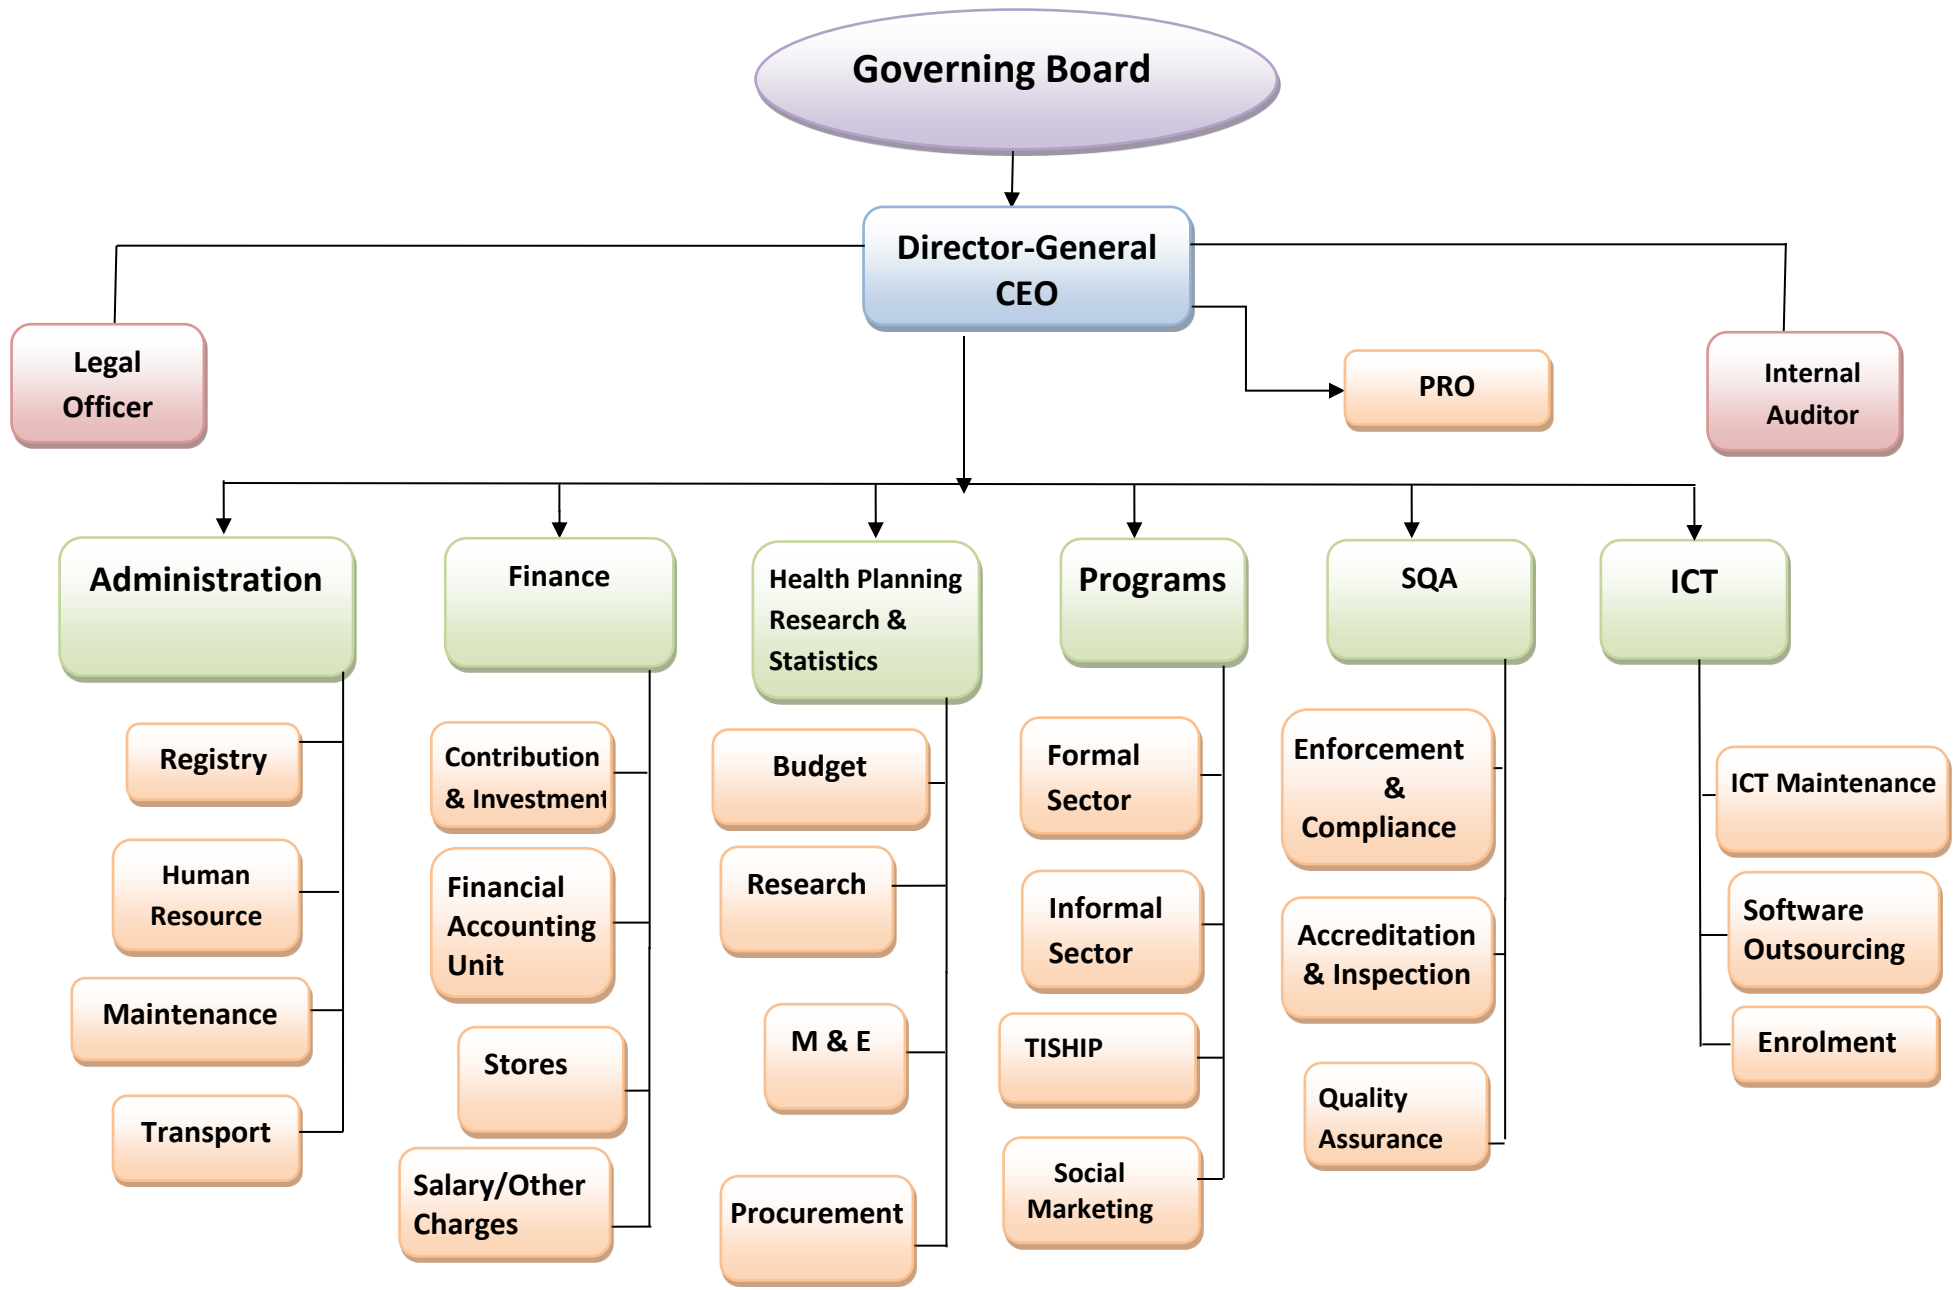 Governing Board
Director-General
CEO
Legal
Officer
PRO
Internal
Auditor
Administration
Finance
Health Planning
Research &
Statistics
Programs
SQA
ICT
Registry
Human
Resource
Maintenance
Transport
Contribution
& Investment
Financial
Accounting
Unit
Stores
Salary/Other
Charges
Budget
Research
M & E
Procurement
Formal
Sector
Informal
Sector
TISHIP
Social
Marketing
Enforcement
&
Compliance
Accreditation
& Inspection
Quality
Assurance
ICT Maintenance
Software
Outsourcing
Enrolment